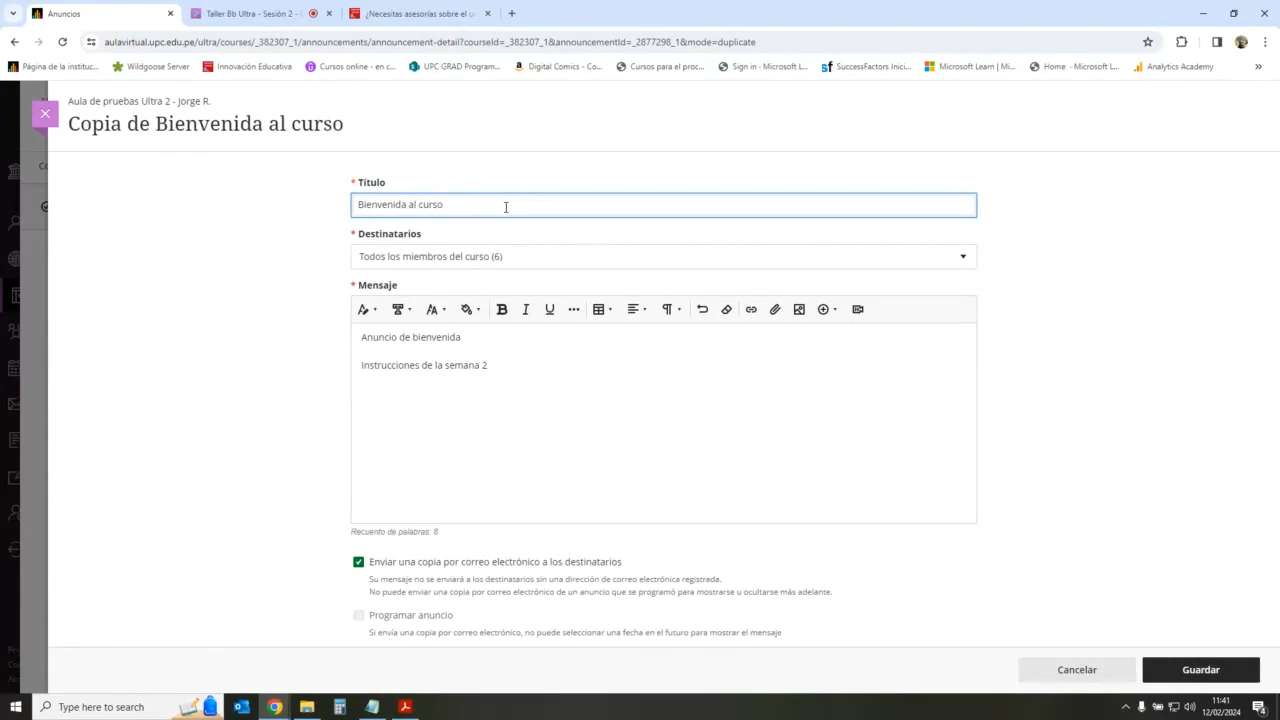 Anuncios
Taller Bb Ultra - Sesión 2 -
¿Necesitas asesorías sobre el u
aulavirtual.upc.edu.pe/ultra/courses/_382307_1/announcements/announcement-detail?courseId=_382307_1&announcementId=_2877298_1&mode=duplicate
Página de la instituc...
Wildgoose Server
Innovación Educativa
Cursos online - en c...
UPC GRAD Program...
Digital Comics - Co...
Cursos para el proc...
Sign in - Microsoft L...
SuccessFactors Inici...
Microsoft Learn | Mi...
Home - Microsoft L...
Analytics Academy
Aula de pruebas Ultra 2 - Jorge R.
Copia de Bienvenida al curso
* Título
Bienvenida al curso
* Destinatarios
Todos los miembros del curso (6)
* Mensaje
Anuncio de bienvenida
Instrucciones de la semana 2
Recuento de palabras: 8
Enviar una copia por correo electrónico a los destinatarios
Su mensaje no se enviará a los destinatarios sin una dirección de correo electrónica registrada.
No puede enviar una copia por correo electrónico de un anuncio que se programó para mostrarse u ocultarse más adelante.
Programar anuncio
Si envía una copia por correo electrónico, no puede seleccionar una fecha en el futuro para mostrar el mensaje
Cancelar
Guardar
Type here to search
11:41
12/02/2024
4